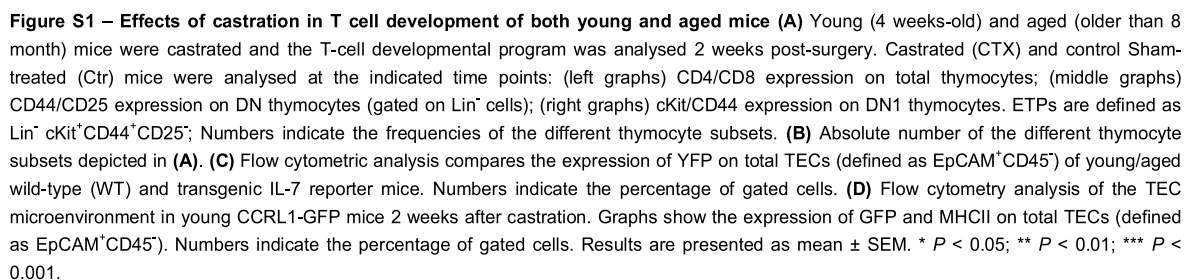 Figure S1 – Effects of castration in T cell development of both young and aged mice (A) Young (4 weeks-old) and aged (older than 8
month) mice were castrated and the T-cell developmental program was analysed 2 weeks post-surgery. Castrated (CTX) and control Sham-
treated (Ctr) mice were analysed at the indicated time points: (left graphs) CD4/CD8 expression on total thymocytes; (middle graphs)
CD44/CD25 expression on DN thymocytes (gated on Lin⁻ cells); (right graphs) cKit/CD44 expression on DN1 thymocytes. ETPs are defined as
Lin⁻ cKit⁺CD44⁺CD25⁻; Numbers indicate the frequencies of the different thymocyte subsets. (B) Absolute number of the different thymocyte
subsets depicted in (A). (C) Flow cytometric analysis compares the expression of YFP on total TECs (defined as EpCAM⁺CD45⁻) of young/aged
wild-type (WT) and transgenic IL-7 reporter mice. Numbers indicate the percentage of gated cells. (D) Flow cytometry analysis of the TEC
microenvironment in young CCRL1-GFP mice 2 weeks after castration. Graphs show the expression of GFP and MHCII on total TECs (defined
as EpCAM⁺CD45⁻). Numbers indicate the percentage of gated cells. Results are presented as mean ± SEM. * P < 0.05; ** P < 0.01; *** P <
0.001.